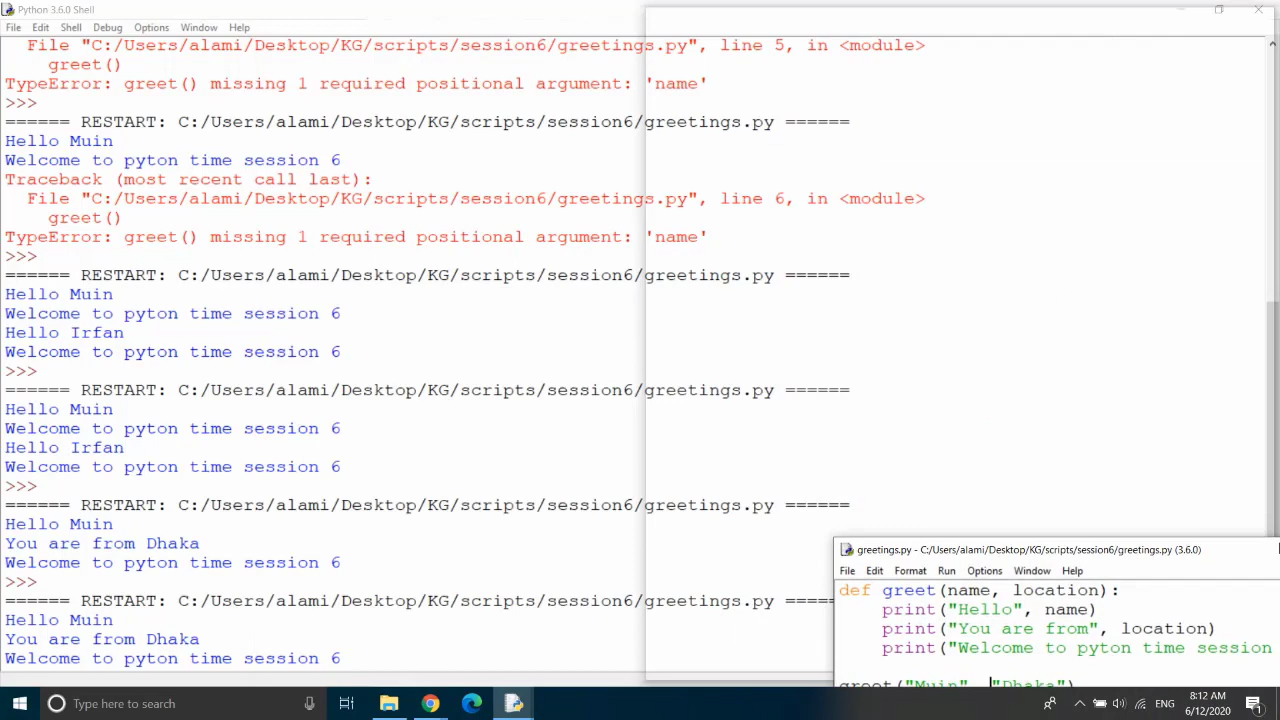 Python 3.6.0 Shell
File Edit Shell Debug Options Window Help
File "C:/Users/alami/Desktop/KG/scripts/session6/greetings.py", line 5, in <module>
greet()
TypeError: greet() missing 1 required positional argument: 'name'
>>>
====== RESTART: C:/Users/alami/Desktop/KG/scripts/session6/greetings.py ======
Hello Muin
Welcome to pyton time session 6
Traceback (most recent call last):
File "C:/Users/alami/Desktop/KG/scripts/session6/greetings.py", line 6, in <module>
greet()
TypeError: greet() missing 1 required positional argument: 'name'
>>>
====== RESTART: C:/Users/alami/Desktop/KG/scripts/session6/greetings.py ======
Hello Muin
Welcome to pyton time session 6
Hello Irfan
Welcome to pyton time session 6
>>>
====== RESTART: C:/Users/alami/Desktop/KG/scripts/session6/greetings.py ======
Hello Muin
Welcome to pyton time session 6
Hello Irfan
Welcome to pyton time session 6
>>>
====== RESTART: C:/Users/alami/Desktop/KG/scripts/session6/greetings.py ======
Hello Muin
You are from Dhaka
Welcome to pyton time session 6
>>>
====== RESTART: C:/Users/alami/Desktop/KG/scripts/session6/greetings.py =====
Hello Muin
You are from Dhaka
Welcome to pyton time session 6
greetings.py - C:/Users/alami/Desktop/KG/scripts/session6/greetings.py (3.6.0)
File Edit Format Run Options Window Help
def greet(name, location):
print("Hello", name)
print("You are from", location)
print("Welcome to pyton time session
greet("Muin", "Dhaka")
Type here to search
ENG
8:12 AM
6/12/2020
1